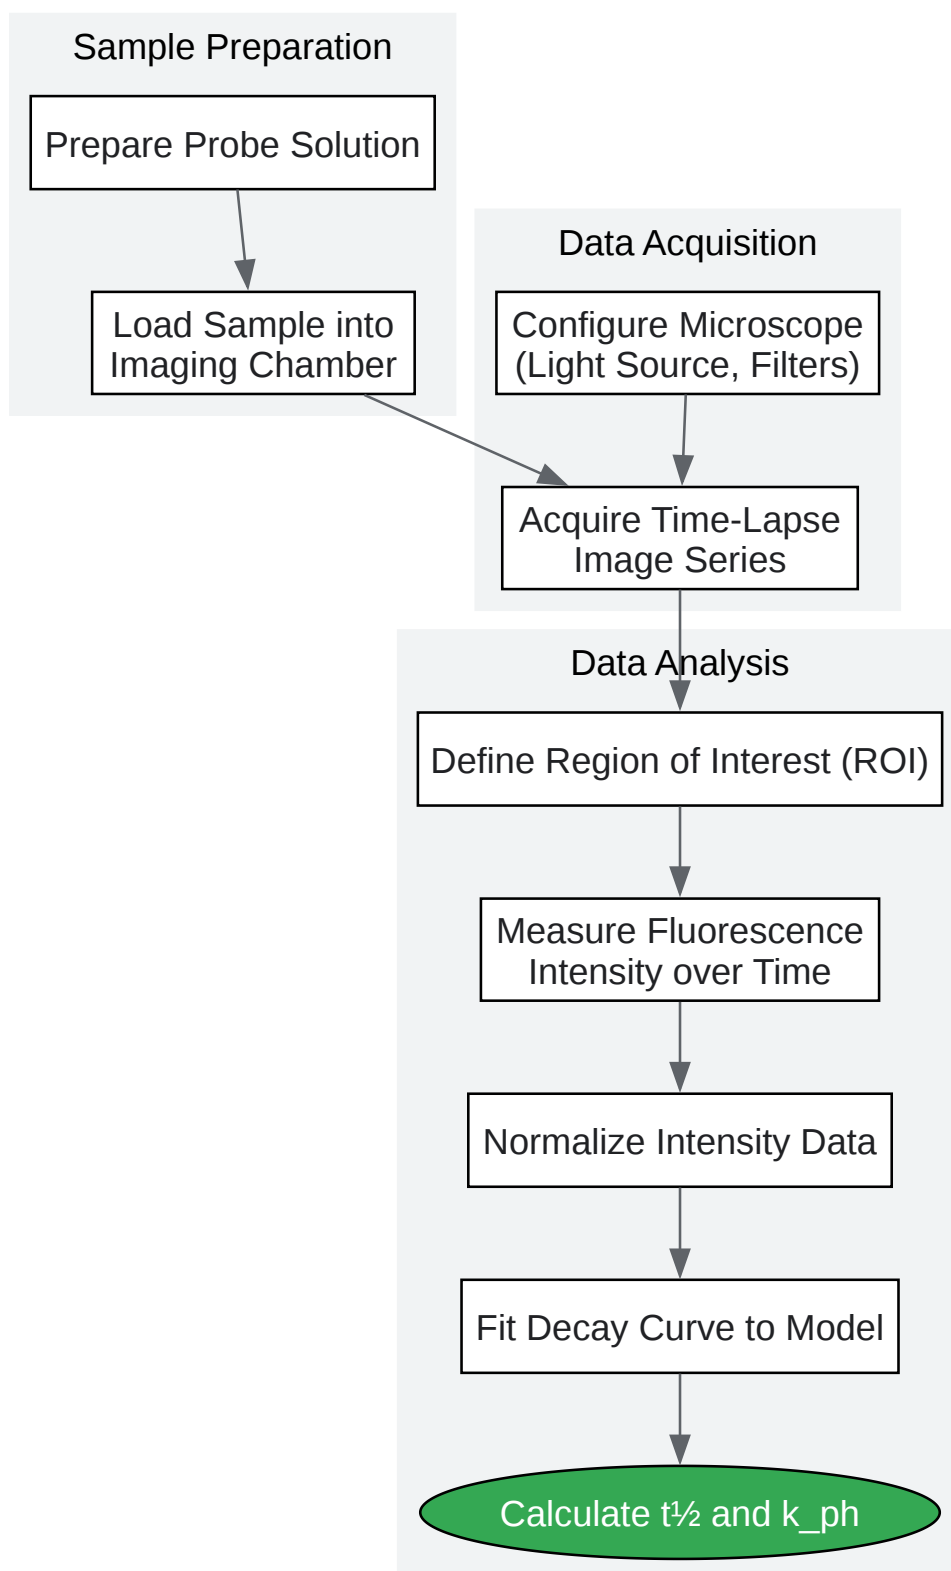 Sample Preparation
Prepare Probe Solution
Load Sample into
Imaging Chamber
Data Acquisition
Configure Microscope
(Light Source, Filters)
Acquire Time-Lapse
Image Series
Data Analysis
Define Region of Interest (ROI)
Measure Fluorescence
Intensity over Time
Normalize Intensity Data
Fit Decay Curve to Model
Calculate t½ and k_ph